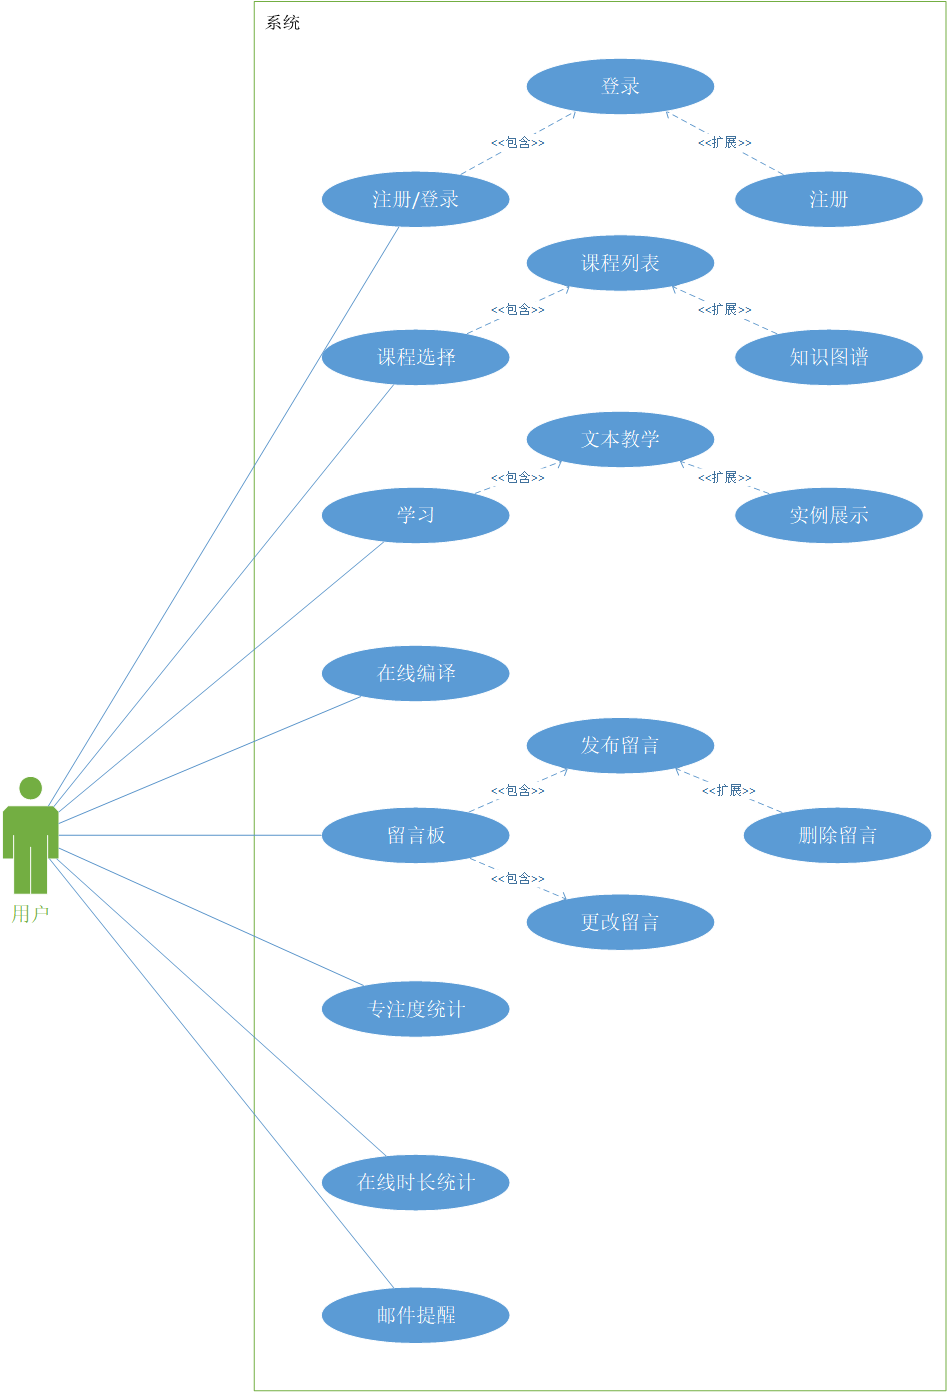 系统
登录
<<包含>>
<<扩展>>
注册/登录
注册
课程列表
<<包含>>
<<扩展>>
课程选择
知识图谱
文本教学
<<包含>>
<<扩展>>
学习
实例展示
在线编译
发布留言
<<包含>>
<<扩展>>
留言板
删除留言
<<包含>>
用户
更改留言
专注度统计
在线时长统计
邮件提醒